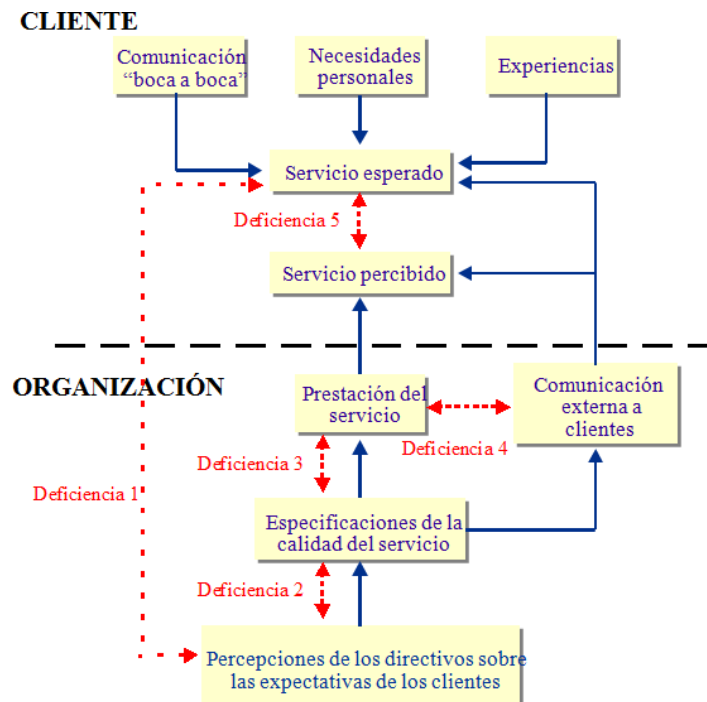 CLIENTE
Comunicación
“boca a boca”
Necesidades
personales
Experiencias
Servicio esperado
Deficiencia 5
Servicio percibido
ORGANIZACIÓN
Prestación del
servicio
Comunicación
externa a
clientes
Deficiencia 4
Deficiencia 3
Deficiencia 1
Especificaciones de la
calidad del servicio
Deficiencia 2
Percepciones de los directivos sobre
las expectativas de los clientes